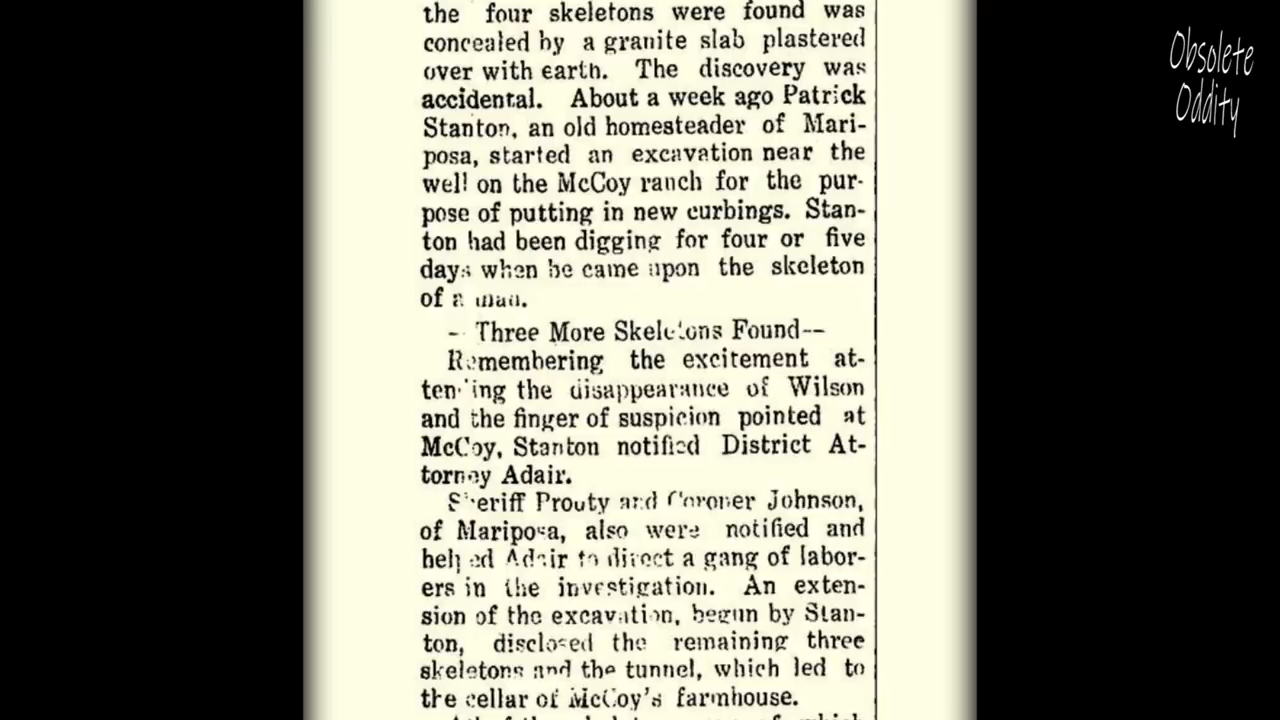 the four skeletons were found was
concealed by a granite slab plastered
over with earth. The discovery was
accidental. About a week ago Patrick
Stanton, an old homesteader of Mari-
posa, started an excavation near the
well on the McCoy ranch for the pur-
pose of putting in new curbings. Stan-
ton had been digging for four or five
days when he came upon the skeleton
of a man.
-- Three More Skeletons Found--
Remembering the excitement at-
tending the disappearance of Wilson
and the finger of suspicion pointed at
McCoy, Stanton notified District At-
torney Adair.
Sheriff Prouty and Coroner Johnson,
of Mariposa, also were notified and
helped Adair to direct a gang of labor-
ers in the investigation. An exten-
sion of the excavation, begun by Stan-
ton, disclosed the remaining three
skeletons and the tunnel, which led to
the cellar of McCoy's farmhouse.
of which
Obsolete
Oddity